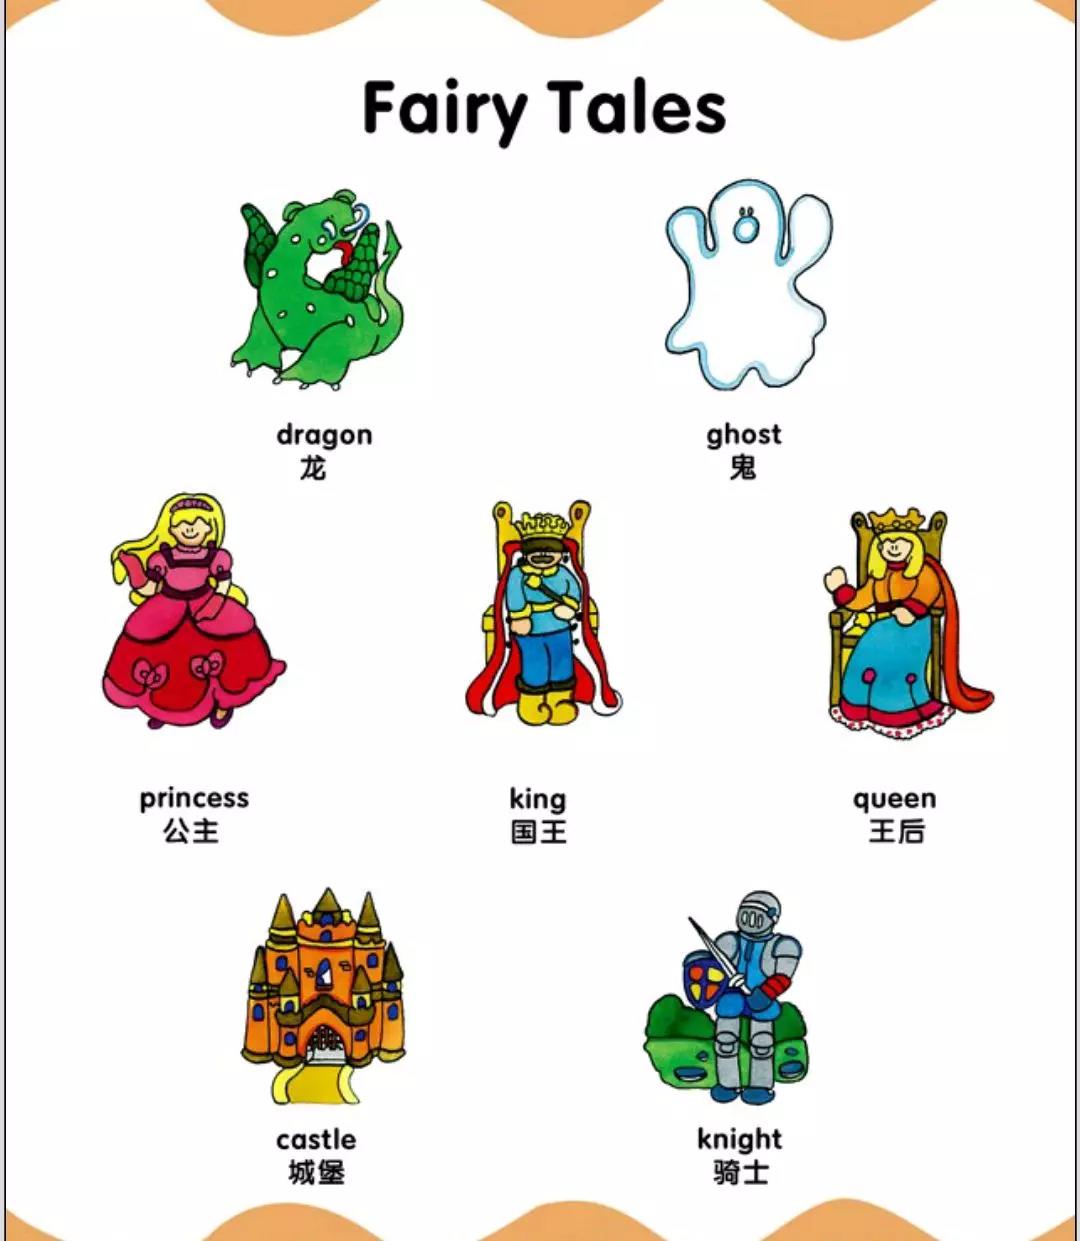 Fairy Tales
dragon
龙
ghost
鬼
princess
公主
king
国王
queen
王后
castle
城堡
knight
骑士